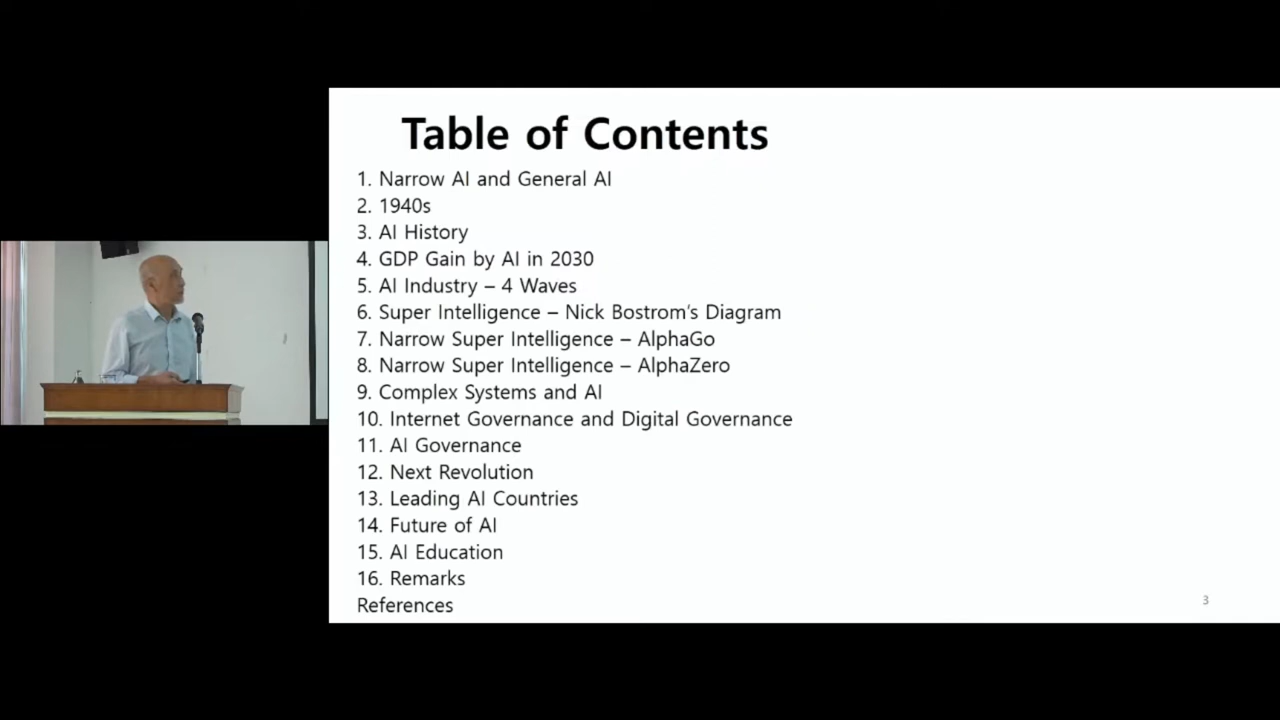 Table of Contents
1. Narrow AI and General AI
2. 1940s
3. AI History
4. GDP Gain by AI in 2030
5. AI Industry – 4 Waves
6. Super Intelligence – Nick Bostrom's Diagram
7. Narrow Super Intelligence – AlphaGo
8. Narrow Super Intelligence – AlphaZero
9. Complex Systems and AI
10. Internet Governance and Digital Governance
11. AI Governance
12. Next Revolution
13. Leading AI Countries
14. Future of AI
15. AI Education
16. Remarks
References
3